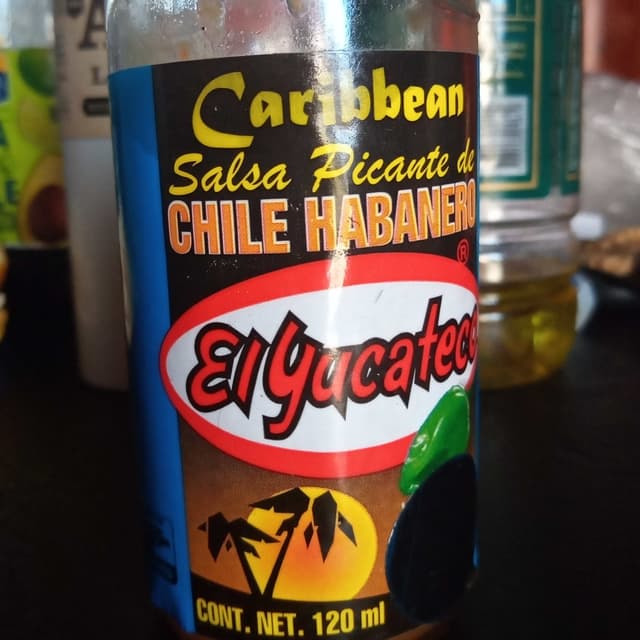 Caribbean
Salsa Picante de
CHILE HABANERO
®
El Yucateco
CONT. NET. 120 ml